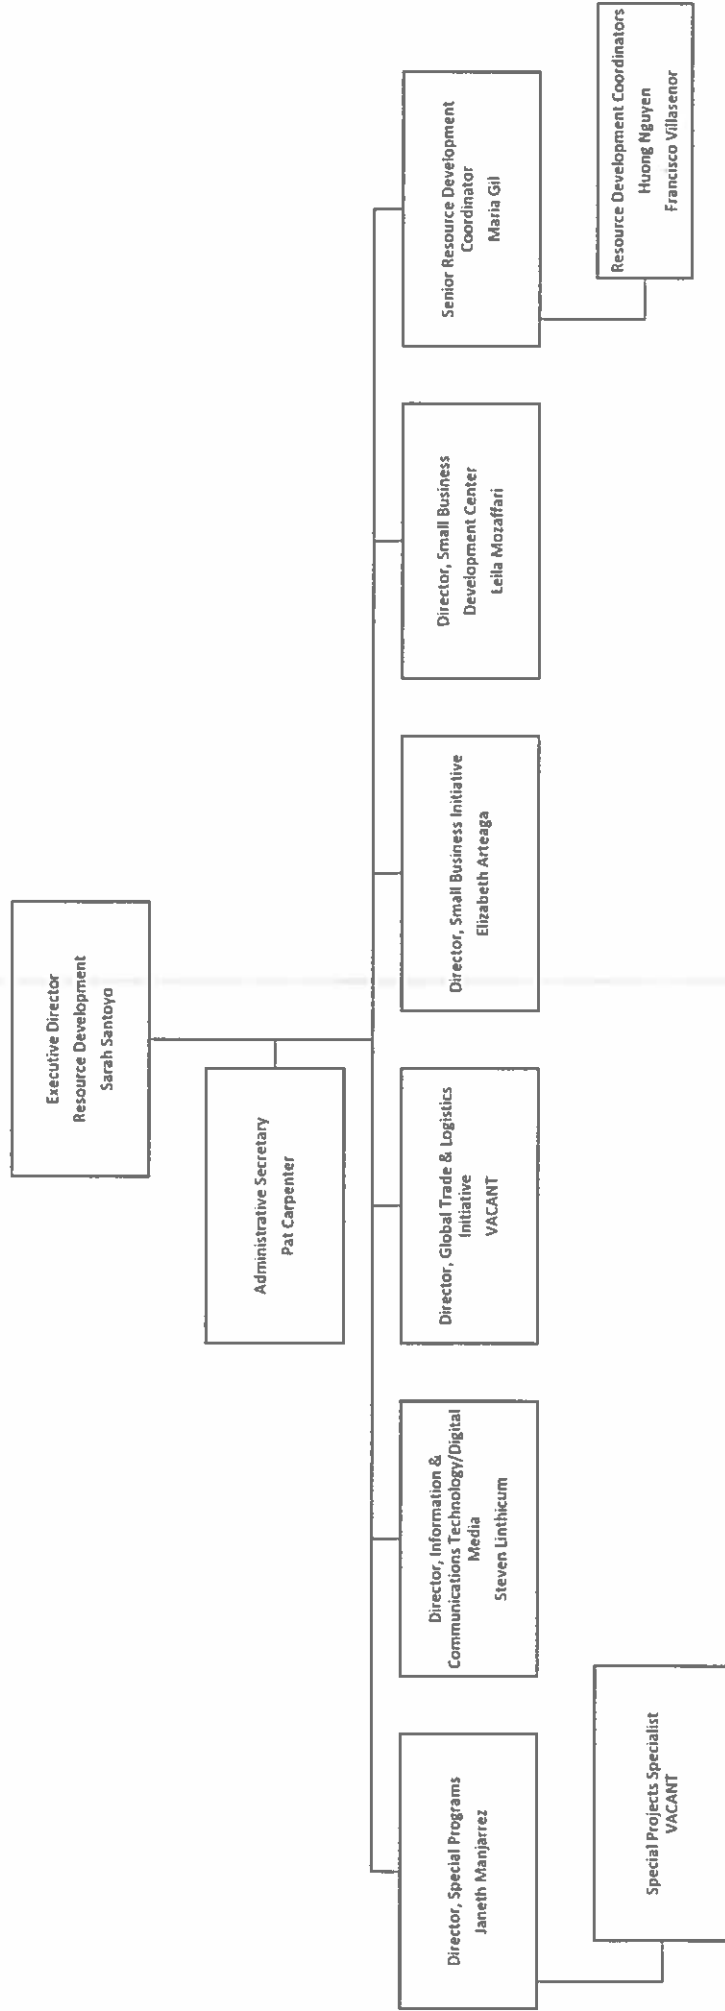 Executive Director
Resource Development
Sarah Santoyo
Administrative Secretary
Pat Carpenter
Director, Special Programs
Janeth Manjarrez
Director, Information &
Communications Technology/Digital
Media
Steven Linthicum
Director, Global Trade & Logistics
Initiative
VACANT
Director, Small Business Initiative
Elizabeth Arteaga
Director, Small Business
Development Center
Leila Mozaffari
Senior Resource Development
Coordinator
Maria Gil
Special Projects Specialist
VACANT
Resource Development Coordinators
Huong Nguyen
Francisco Villasenor